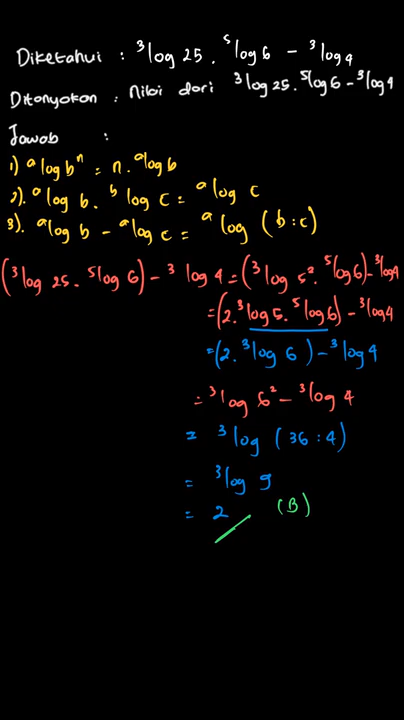 Diketahui : ³log 25 . ⁵log 6 - ³log 4
Ditanyakan : Nilai dari ³log 25 . ⁵log 6 - ³log 4
Jawab :
1) ᵃlog bⁿ = n . ᵃlog b
2). ᵃlog b . ᵇlog c = ᵃlog c
3). ᵃlog b - ᵃlog c = ᵃlog (b : c)
(³log 25 . ⁵log 6) - ³log 4 = (³log 5² . ⁵log 6) - ³log 4
= (2 . ³log 5 . ⁵log 6) - ³log 4
= (2 . ³log 6) - ³log 4
= ³log 6² - ³log 4
= ³log (36 : 4)
= ³log 9
= 2 (B)